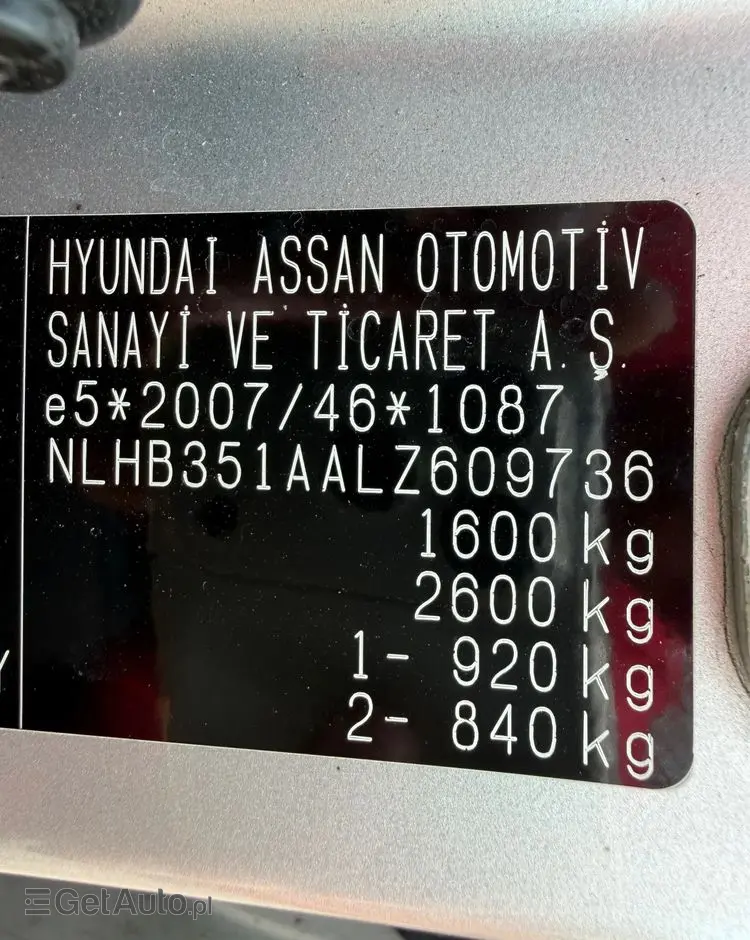 HYUNDAİ ASSAN OTOMOTİV
SANAYİ VE TİCARET A.Ş.
e5*2007/46*1087
NLHB351AALZ609736
1600 kg
2600 kg
1- 920 kg
2- 840 kg
Y
GetAuto.pl